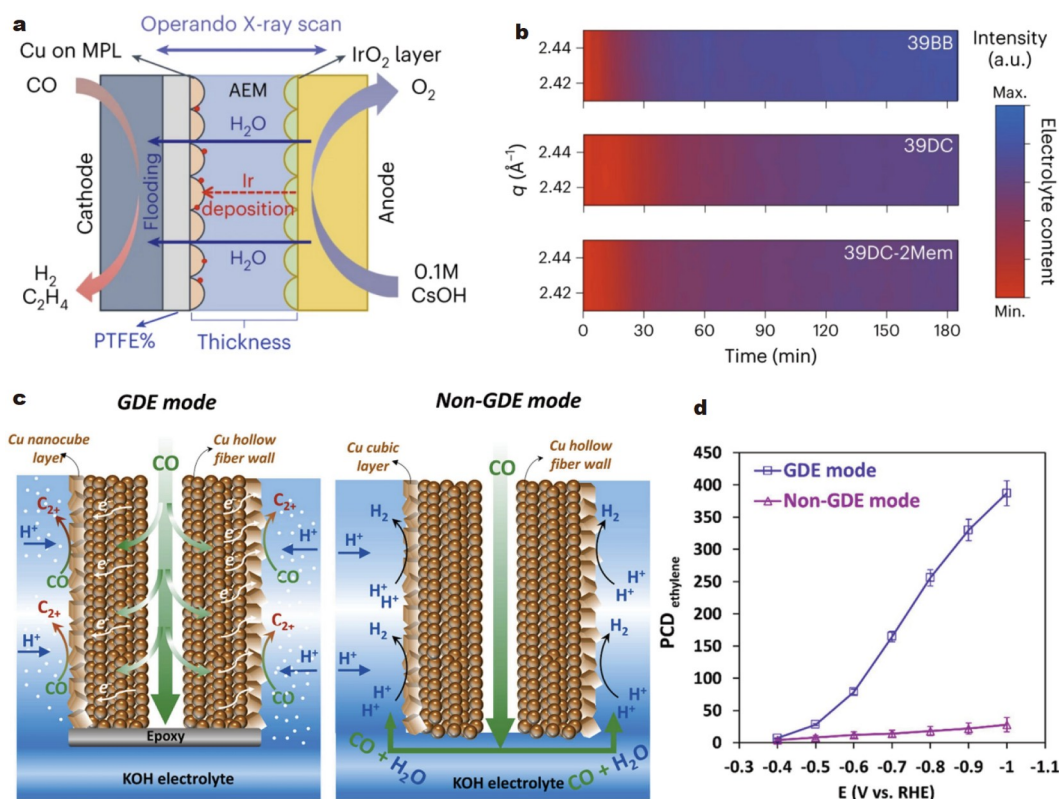 a
Operando X-ray scan
Cu on MPL
IrO₂ layer
CO
AEM
O₂
H₂O
Cathode
Flooding
Ir
deposition
Anode
H₂O
H₂
C₂H₄
0.1M
CsOH
PTFE%
Thickness
b
Intensity
(a.u.)
2.44
39BB
2.42
Max.
2.44
39DC
q (Å⁻¹)
2.42
Electrolyte content
2.44
39DC-2Mem
2.42
Min.
0 30 60 90 120 150 180
Time (min)
c
GDE mode
Cu nanocube
layer
CO
Cu hollow
fiber wall
C₂₊
e⁻
H⁺
CO
C₂₊
e⁻
H⁺
CO
C₂₊
e⁻
H⁺
CO
C₂₊
e⁻
H⁺
CO
Epoxy
KOH electrolyte
Non-GDE mode
Cu cubic
layer
CO
Cu hollow
fiber wall
H₂
H⁺
H⁺
H⁺
H₂
H⁺
H⁺
H₂
H⁺
H⁺
H⁺
H₂
H⁺
H⁺
CO + H₂O
KOH electrolyte
CO + H₂O
d
450
400
350
300
250
200
150
100
50
0
PCD ethylene
GDE mode
Non-GDE mode
-0.3 -0.4 -0.5 -0.6 -0.7 -0.8 -0.9 -1 -1.1
E (V vs. RHE)